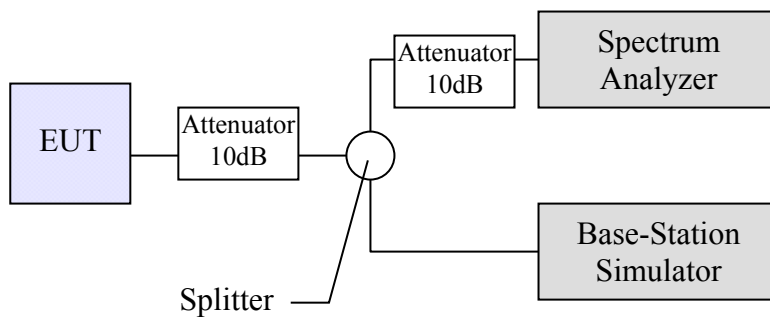 EUT
Attenuator
10dB
Attenuator
10dB
Spectrum
Analyzer
Base-Station
Simulator
Splitter